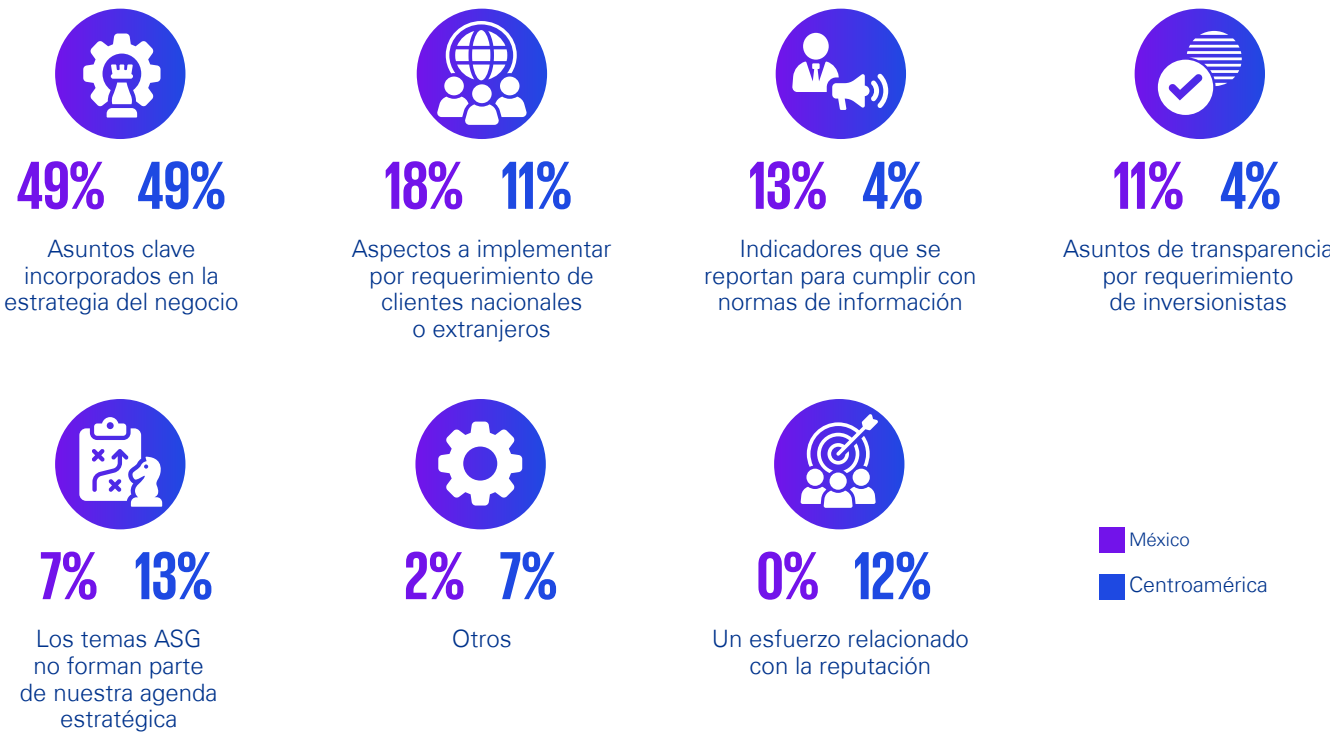 49% 49%
Asuntos clave
incorporados en la
estrategia del negocio
18% 11%
Aspectos a implementar
por requerimiento de
clientes nacionales
o extranjeros
13% 4%
Indicadores que se
reportan para cumplir con
normas de información
11% 4%
Asuntos de transparencia
por requerimiento
de inversionistas
7% 13%
Los temas ASG
no forman parte
de nuestra agenda
estratégica
2% 7%
Otros
0% 12%
Un esfuerzo relacionado
con la reputación
México
Centroamérica